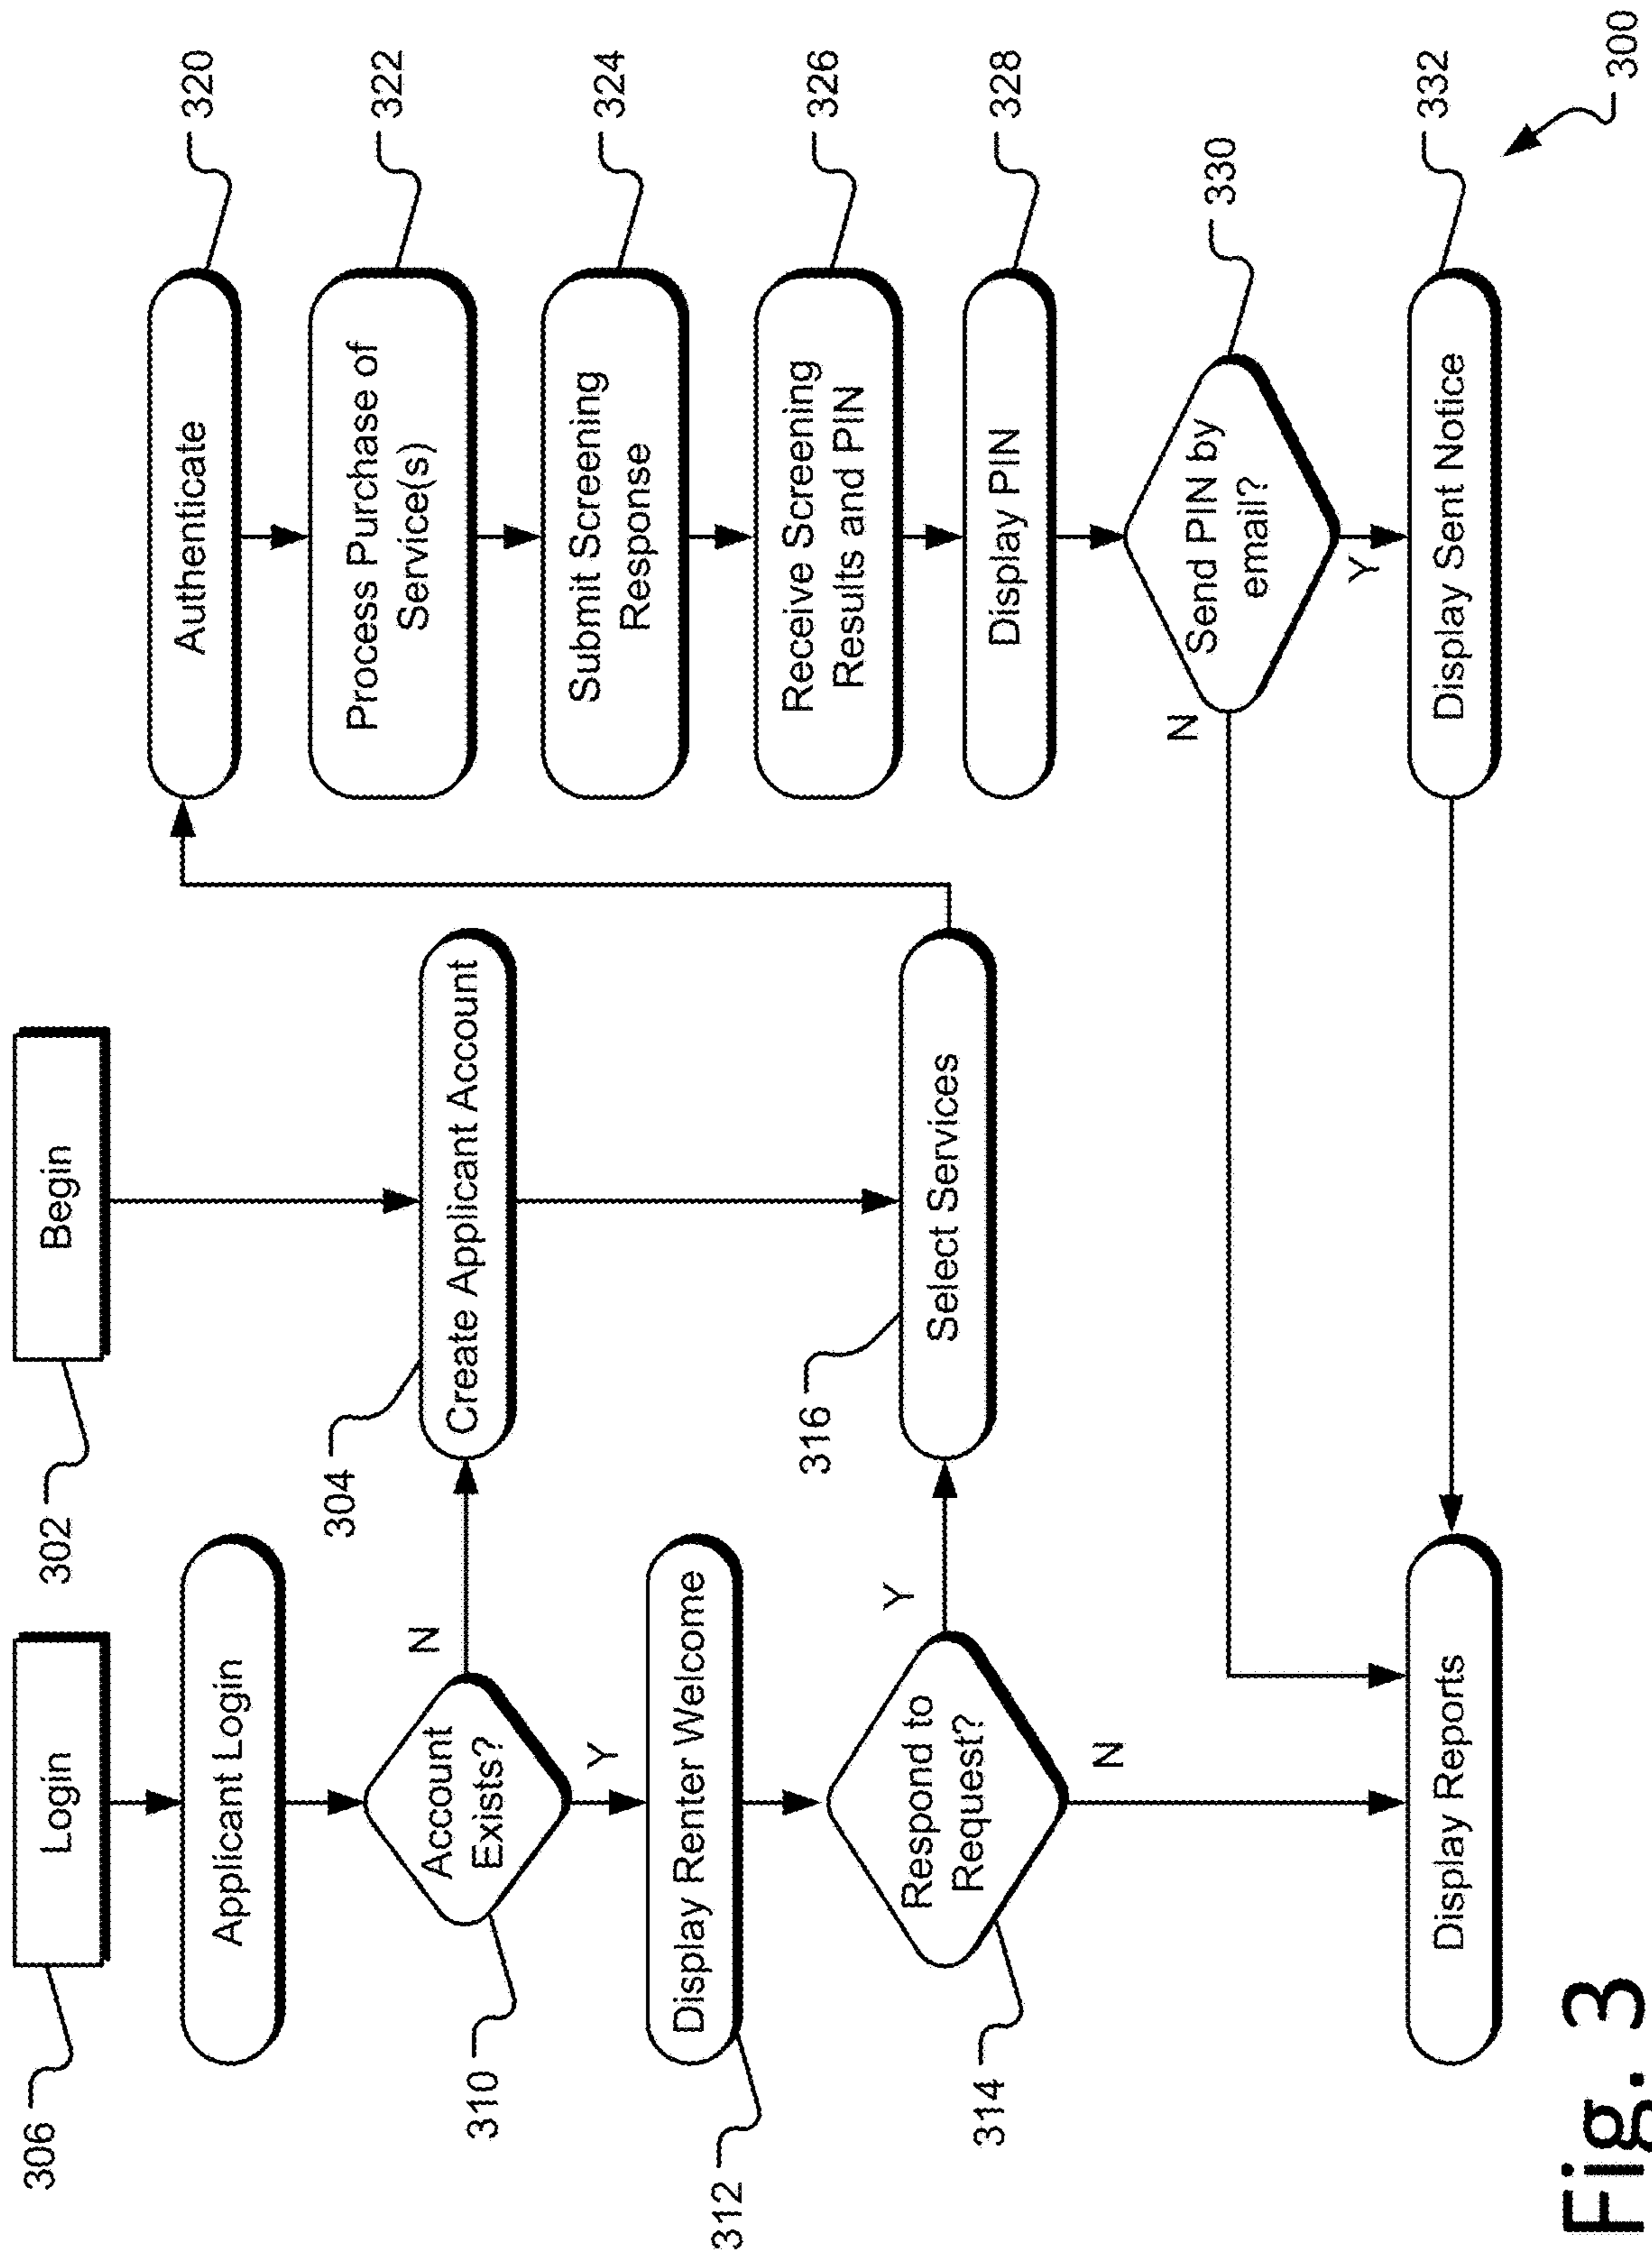 306
Login
302
Begin
Applicant Login
Account
Exists?
N
Y
310
304
Create Applicant Account
312
Display Renter Welcome
Respond to
Request?
Y
N
314
316
Select Services
Display Reports
Authenticate
320
Process Purchase of
Service(s)
322
Submit Screening
Response
324
Receive Screening
Results and PIN
326
Display PIN
328
Send PIN by
email?
N
Y
330
Display Sent Notice
332
300
Fig. 3